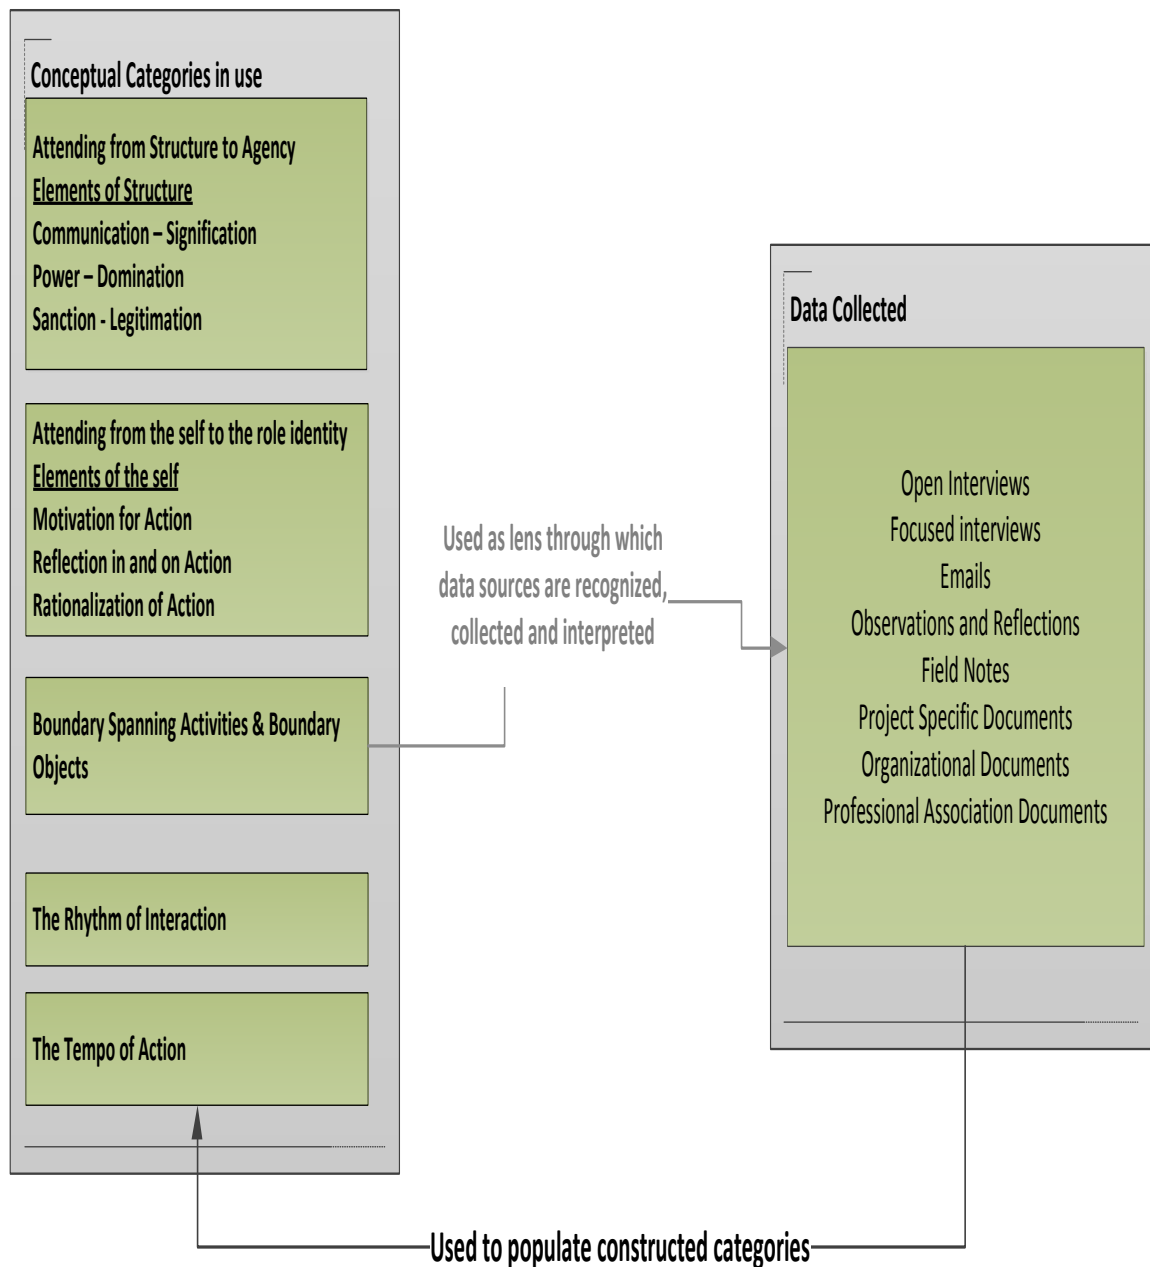 Conceptual Categories in use
Attending from Structure to Agency
Elements of Structure
Communication – Signification
Power – Domination
Sanction - Legitimation
Attending from the self to the role identity
Elements of the self
Motivation for Action
Reflection in and on Action
Rationalization of Action
Boundary Spanning Activities & Boundary
Objects
The Rhythm of Interaction
The Tempo of Action
Used as lens through which
data sources are recognized,
collected and interpreted
Data Collected
Open Interviews
Focused interviews
Emails
Observations and Reflections
Field Notes
Project Specific Documents
Organizational Documents
Professional Association Documents
Used to populate constructed categories